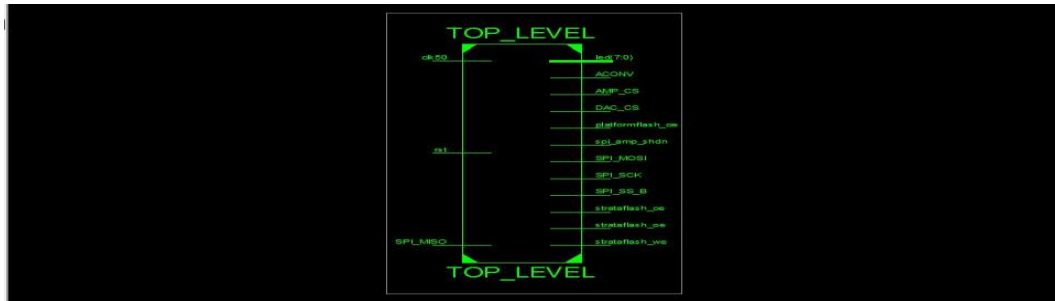 TOP_LEVEL
clk50
led(7:0)
ACONV
AMP_CS
DAC_CS
platformflash_oe
spi_amp_shdn
rst
SPI_MOSI
SPI_SCK
SPI_SS_B
strataflash_ce
strataflash_oe
SPI_MISO
strataflash_we
TOP_LEVEL